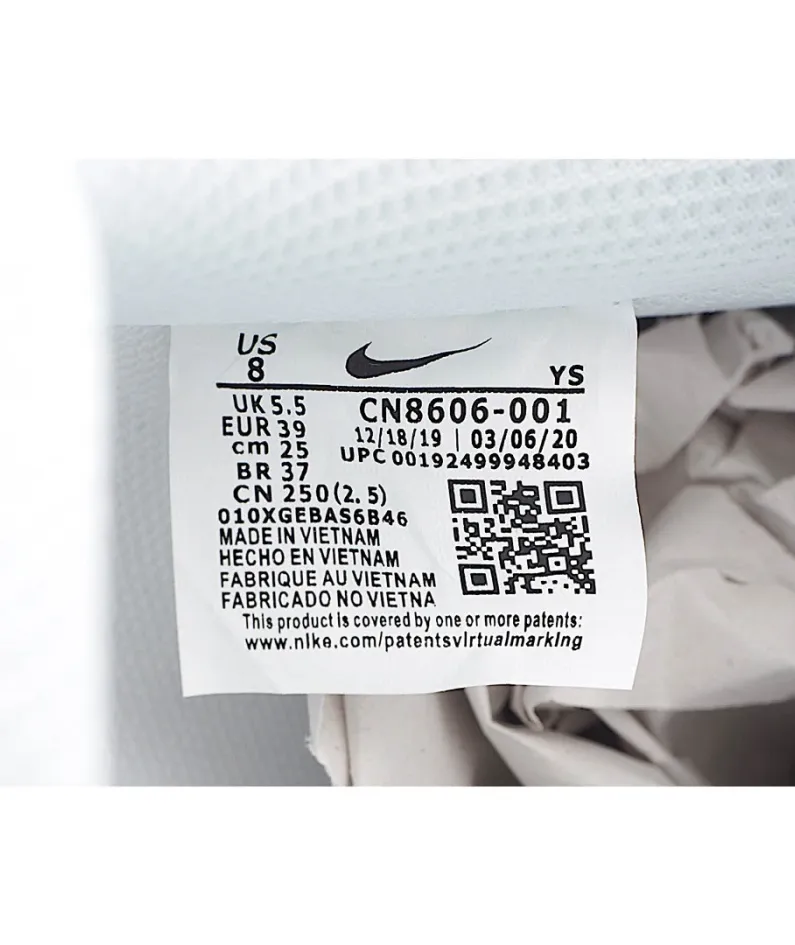 US
8
YS
UK 5.5
EUR 39
cm 25
BR 37
CN 250(2.5)
CN8606-001
12/18/19 | 03/06/20
UPC 00192499948403
010XGEBAS6B46
MADE IN VIETNAM
HECHO EN VIETNAM
FABRIQUE AU VIETNAM
FABRICADO NO VIETNA
This product is covered by one or more patents:
www.nike.com/patentsvirtualmarking